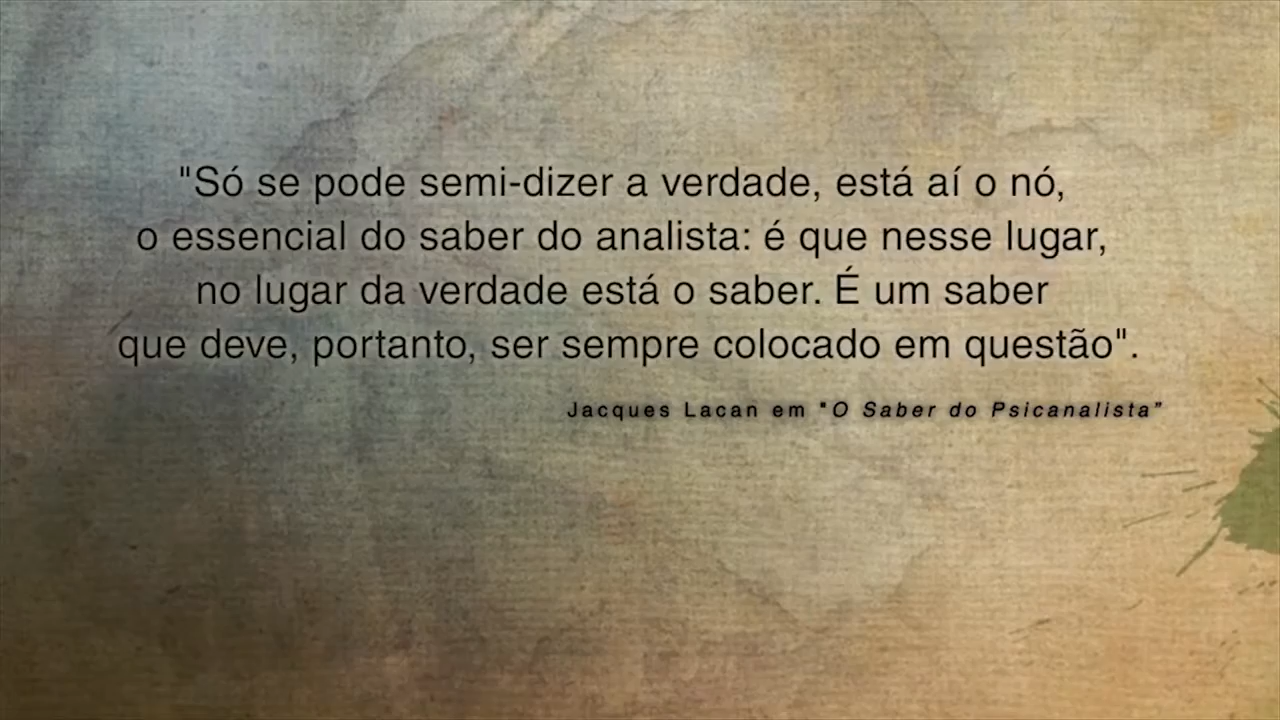 "Só se pode semi-dizer a verdade, está aí o nó,
o essencial do saber do analista: é que nesse lugar,
no lugar da verdade está o saber. É um saber
que deve, portanto, ser sempre colocado em questão".
Jacques Lacan em "O Saber do Psicanalista"